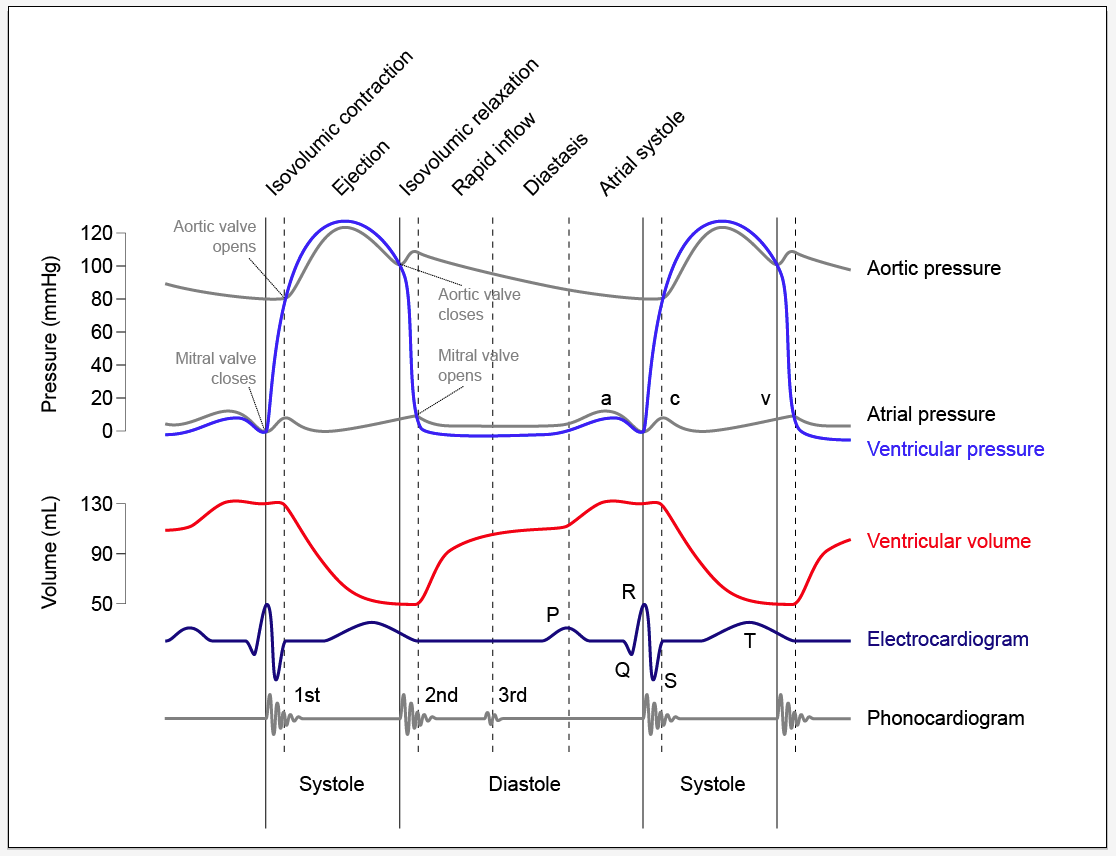 Isovolumic contraction
Ejection
Isovolumic relaxation
Rapid inflow
Diastasis
Atrial systole
Pressure (mmHg)
120
100
80
60
40
20
0
Aortic valve
opens
Aortic valve
closes
Mitral valve
closes
Mitral valve
opens
a
c
v
Aortic pressure
Atrial pressure
Ventricular pressure
Volume (mL)
130
90
50
Ventricular volume
P
Q
R
S
T
Electrocardiogram
1st
2nd
3rd
Phonocardiogram
Systole
Diastole
Systole